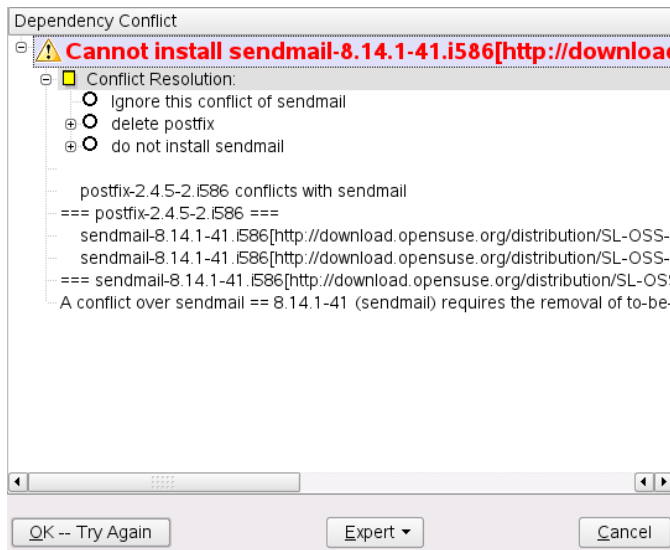 Dependency Conflict
Cannot install sendmail-8.14.1-41.i586[http://downloa
Conflict Resolution:
Ignore this conflict of sendmail
delete postfix
do not install sendmail
postfix-2.4.5-2.i586 conflicts with sendmail
=== postfix-2.4.5-2.i586 ===
sendmail-8.14.1-41.i586[http://download.opensuse.org/distribution/SL-OSS-
sendmail-8.14.1-41.i586[http://download.opensuse.org/distribution/SL-OSS-
=== sendmail-8.14.1-41.i586[http://download.opensuse.org/distribution/SL-OSS
A conflict over sendmail == 8.14.1-41 (sendmail) requires the removal of to-be-
OK -- Try Again
Expert
Cancel